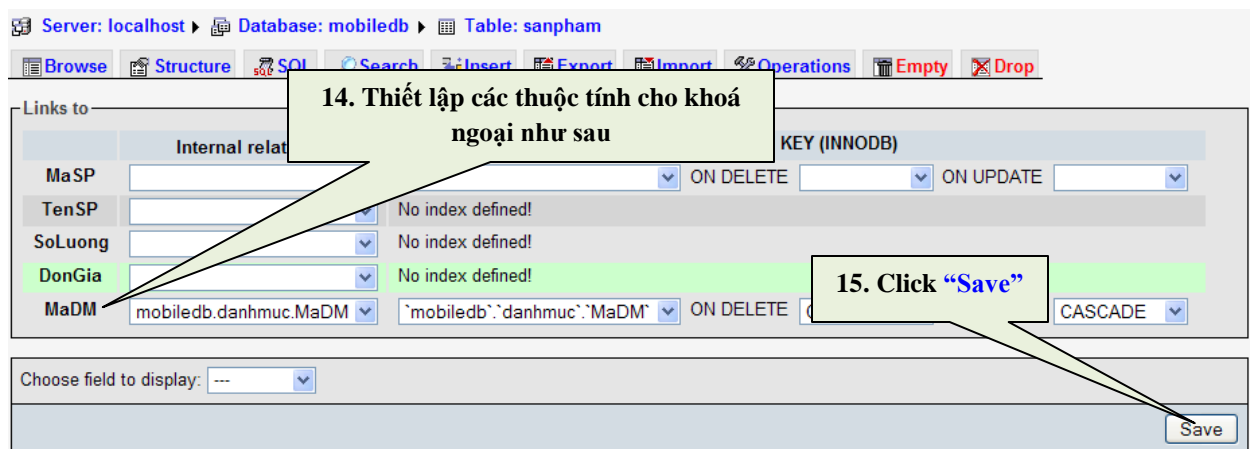 Server: localhost Database: mobiledb Table: sanpham
Browse Structure SQL Search Insert Export Import Operations Empty Drop
Links to
14. Thiết lập các thuộc tính cho khoá
ngoại như sau
Internal relat KEY (INNODB)
MaSP ON DELETE ON UPDATE
TenSP No index defined!
SoLuong No index defined!
DonGia No index defined!
15. Click “Save”
MaDM mobiledb.danhmuc.MaDM `mobiledb`.`danhmuc`.`MaDM` ON DELETE CASCADE
Choose field to display: ---
Save